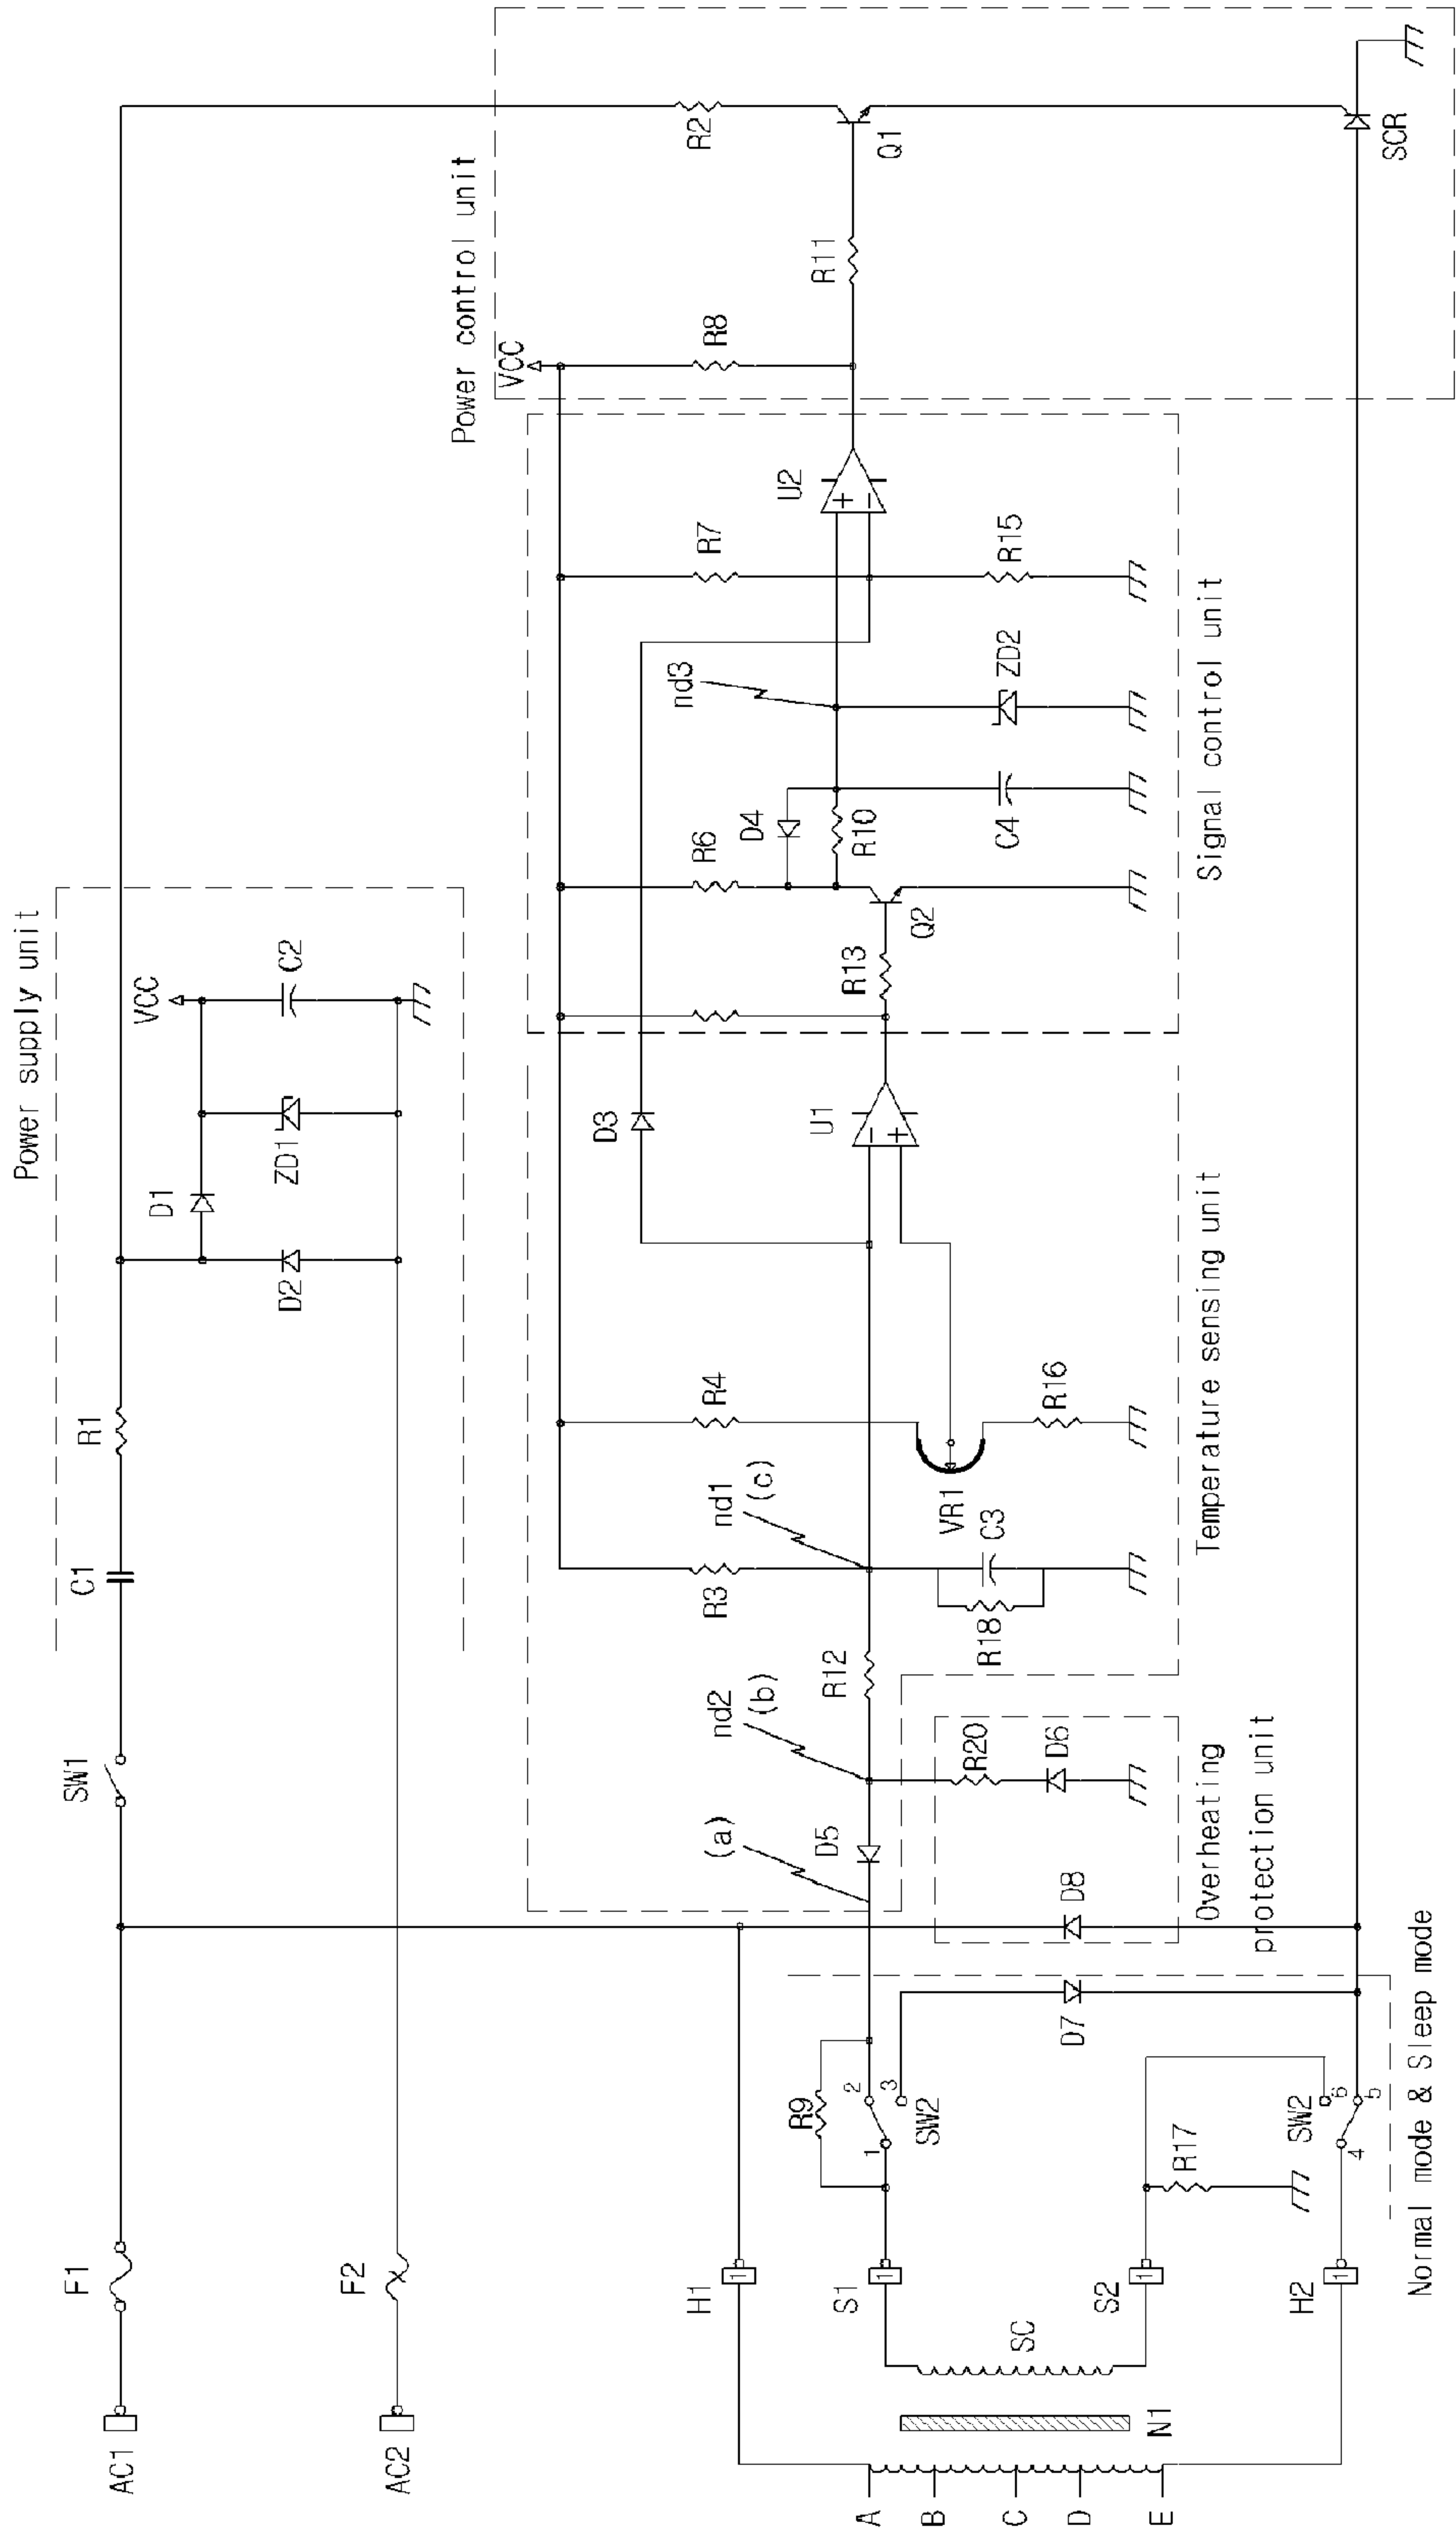 Power supply unit
AC1
F1
SW1
C1
R1
D1
VCC
D2
ZD1
C2
AC2
F2
Power control unit
VCC
R2
R8
R11
Q1
SCR
H1
S1
S2
H2
1
1
1
1
A
B
C
D
E
N1
SC
R9
1
2
3
SW2
R17
SW2
4
5
6
D7
Normal mode & Sleep mode
(a)
D5
D8
R20
D6
Overheating
protection unit
nd2
(b)
R12
nd1
(c)
R3
R18
C3
R4
VR1
R16
D3
U1
-
+
Temperature sensing unit
R13
Q2
R6
D4
R10
C4
nd3
ZD2
R7
R15
U2
+
-
Signal control unit